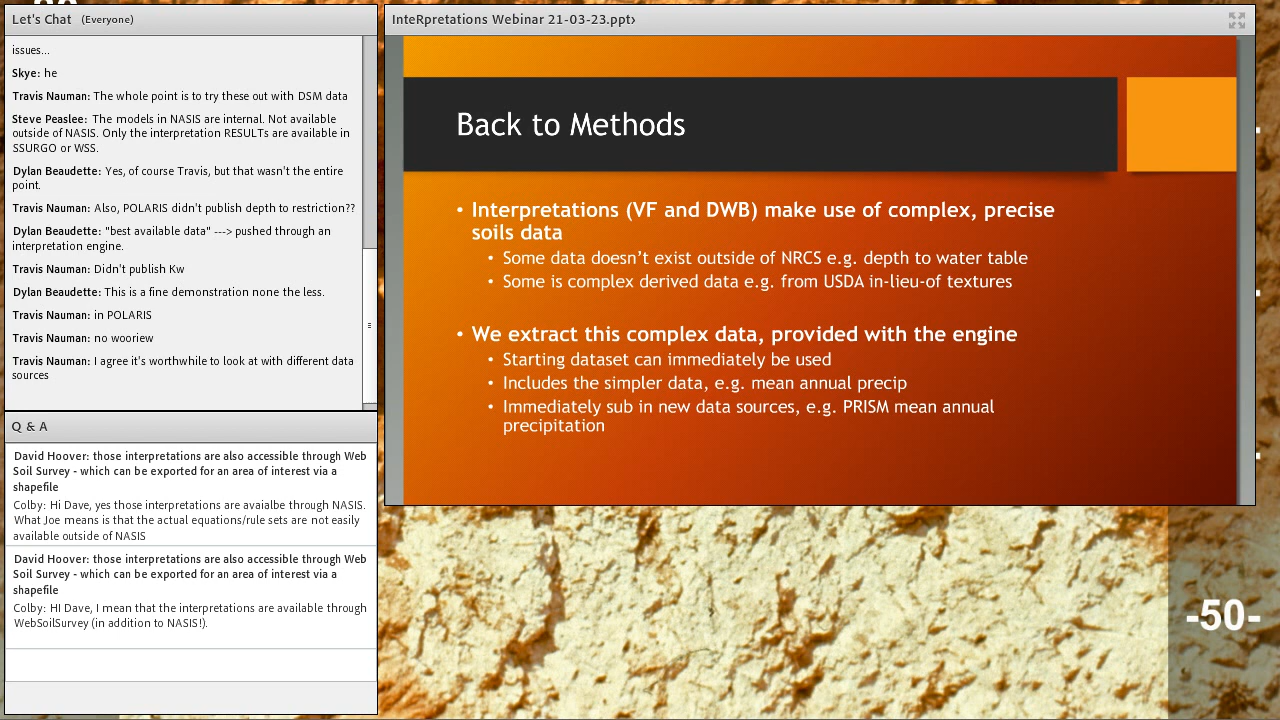 Let's Chat (Everyone)
issues...
Skye: he
Travis Nauman: The whole point is to try these out with DSM data
Steve Peaslee: The models in NASIS are internal. Not available
outside of NASIS. Only the interpretation RESULTs are available in
SSURGO or WSS.
Dylan Beaudette: Yes, of course Travis, but that wasn't the entire
point.
Travis Nauman: Also, POLARIS didn't publish depth to restriction??
Dylan Beaudette: "best available data" ---> pushed through an
interpretation engine.
Travis Nauman: Didn't publish Kw
Dylan Beaudette: This is a fine demonstration none the less.
Travis Nauman: in POLARIS
Travis Nauman: no wooriew
Travis Nauman: I agree it's worthwhile to look at with different data
sources
Q & A
David Hoover: those interpretations are also accessible through Web
Soil Survey - which can be exported for an area of interest via a
shapefile
Colby: Hi Dave, yes those interpretations are avaialbe through NASIS.
What Joe means is that the actual equations/rule sets are not easily
available outside of NASIS
David Hoover: those interpretations are also accessible through Web
Soil Survey - which can be exported for an area of interest via a
shapefile
Colby: HI Dave, I mean that the interpretations are available through
WebSoilSurvey (in addition to NASIS!).
InteRpretations Webinar 21-03-23.ppt›
Back to Methods
• Interpretations (VF and DWB) make use of complex, precise
soils data
• Some data doesn’t exist outside of NRCS e.g. depth to water table
• Some is complex derived data e.g. from USDA in-lieu-of textures
• We extract this complex data, provided with the engine
• Starting dataset can immediately be used
• Includes the simpler data, e.g. mean annual precip
• Immediately sub in new data sources, e.g. PRISM mean annual
precipitation
-50-